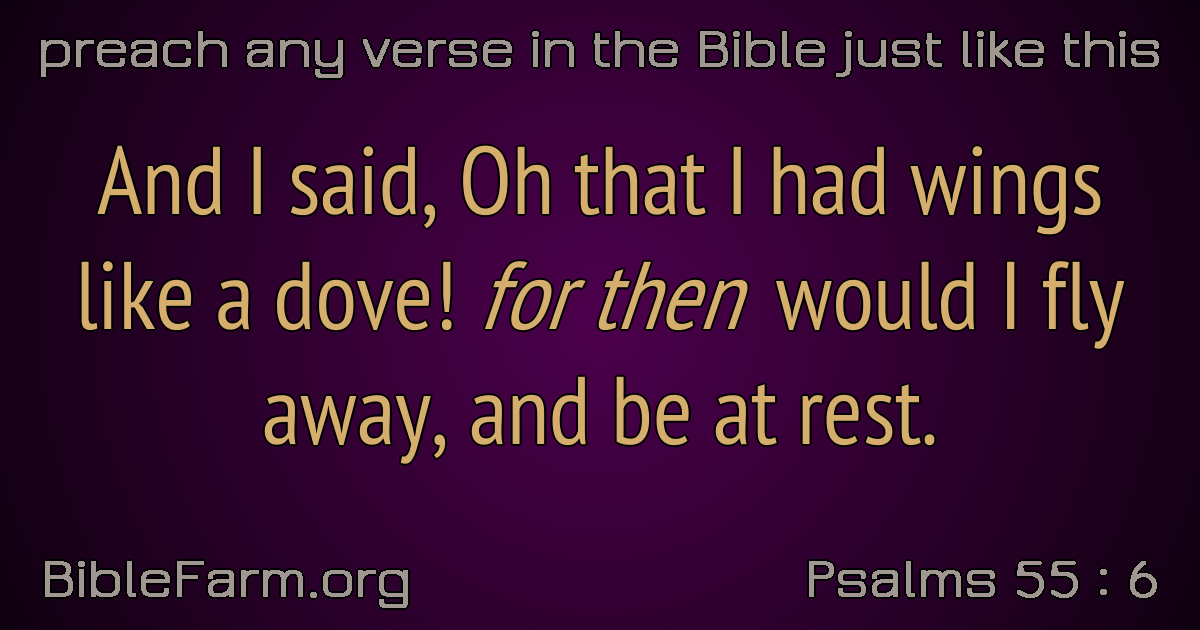 preach any verse in the Bible just like this
And I said, Oh that I had wings
like a dove! for then would I fly
away, and be at rest.
BibleFarm.org
Psalms 55 : 6